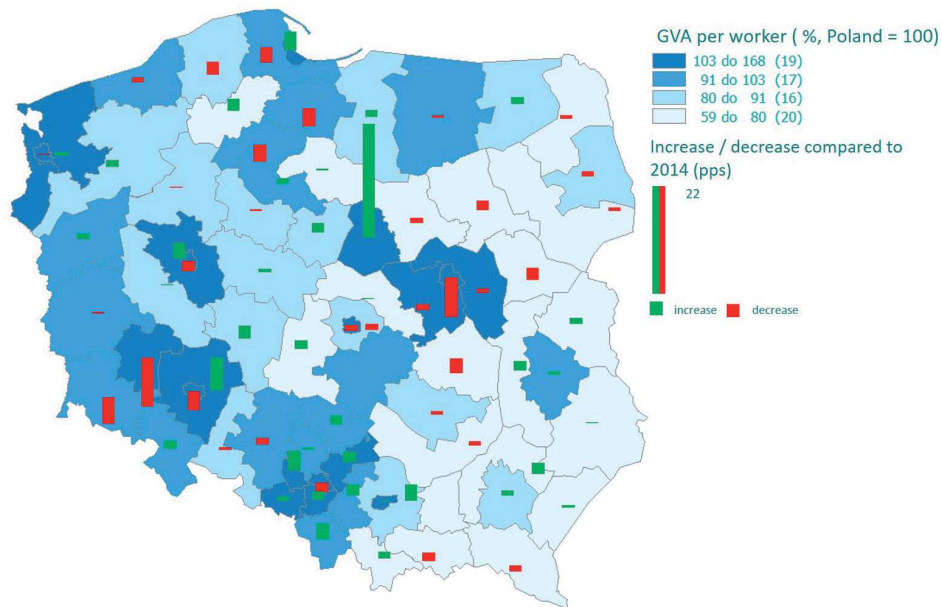 GVA per worker ( %, Poland = 100)
103 do 168 (19)
91 do 103 (17)
80 do 91 (16)
59 do 80 (20)
Increase / decrease compared to
2014 (pps)
22
increase
decrease